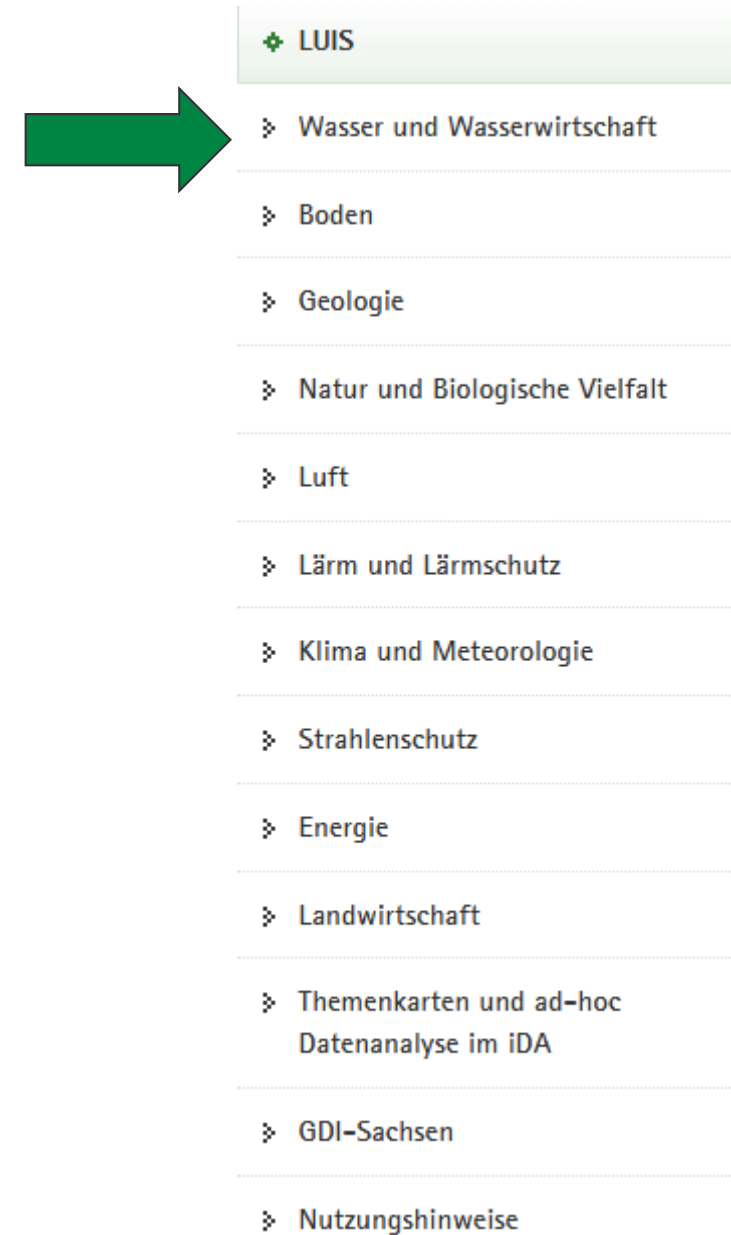 LUIS
Wasser und Wasserwirtschaft
Boden
Geologie
Natur und Biologische Vielfalt
Luft
Lärm und Lärmschutz
Klima und Meteorologie
Strahlenschutz
Energie
Landwirtschaft
Themenkarten und ad-hoc
Datenanalyse im iDA
GDI-Sachsen
Nutzungshinweise